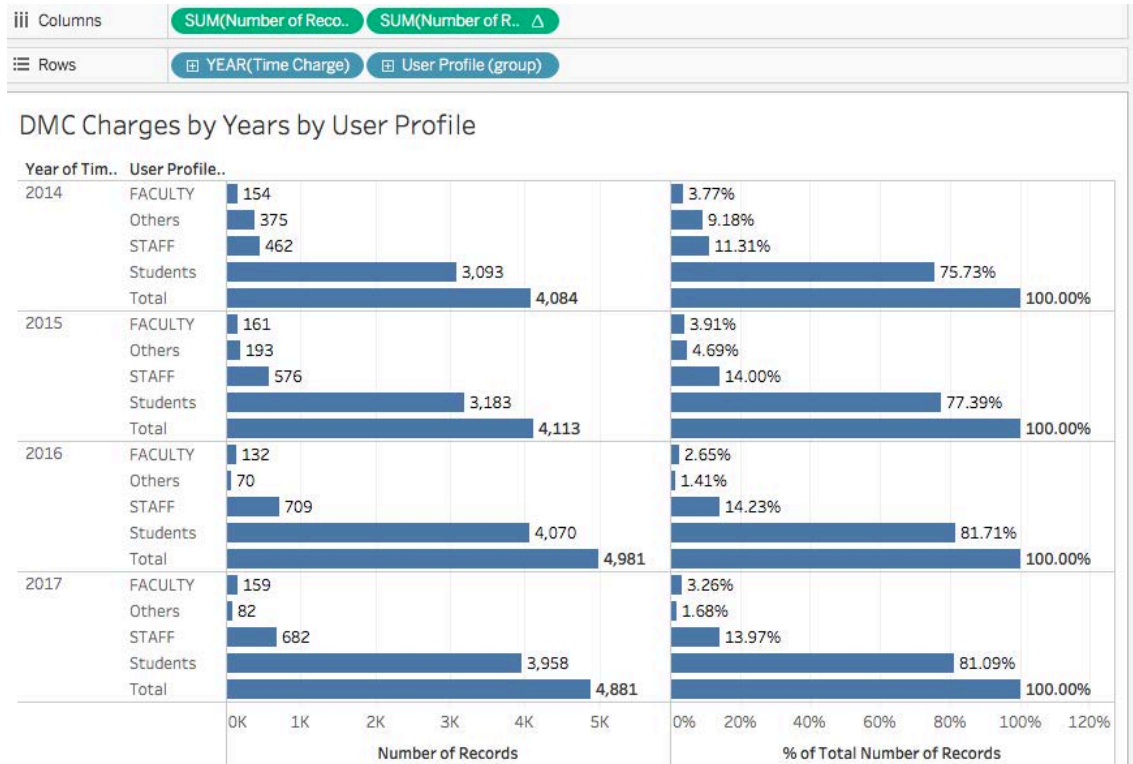 Columns SUM(Number of Reco.. SUM(Number of R.. Δ
Rows YEAR(Time Charge) User Profile (group)
DMC Charges by Years by User Profile
Year of Tim.. User Profile..
2014 FACULTY 154 3.77%
Others 375 9.18%
STAFF 462 11.31%
Students 3,093 75.73%
Total 4,084 100.00%
2015 FACULTY 161 3.91%
Others 193 4.69%
STAFF 576 14.00%
Students 3,183 77.39%
Total 4,113 100.00%
2016 FACULTY 132 2.65%
Others 70 1.41%
STAFF 709 14.23%
Students 4,070 81.71%
Total 4,981 100.00%
2017 FACULTY 159 3.26%
Others 82 1.68%
STAFF 682 13.97%
Students 3,958 81.09%
Total 4,881 100.00%
0K 1K 2K 3K 4K 5K 0% 20% 40% 60% 80% 100% 120%
Number of Records % of Total Number of Records